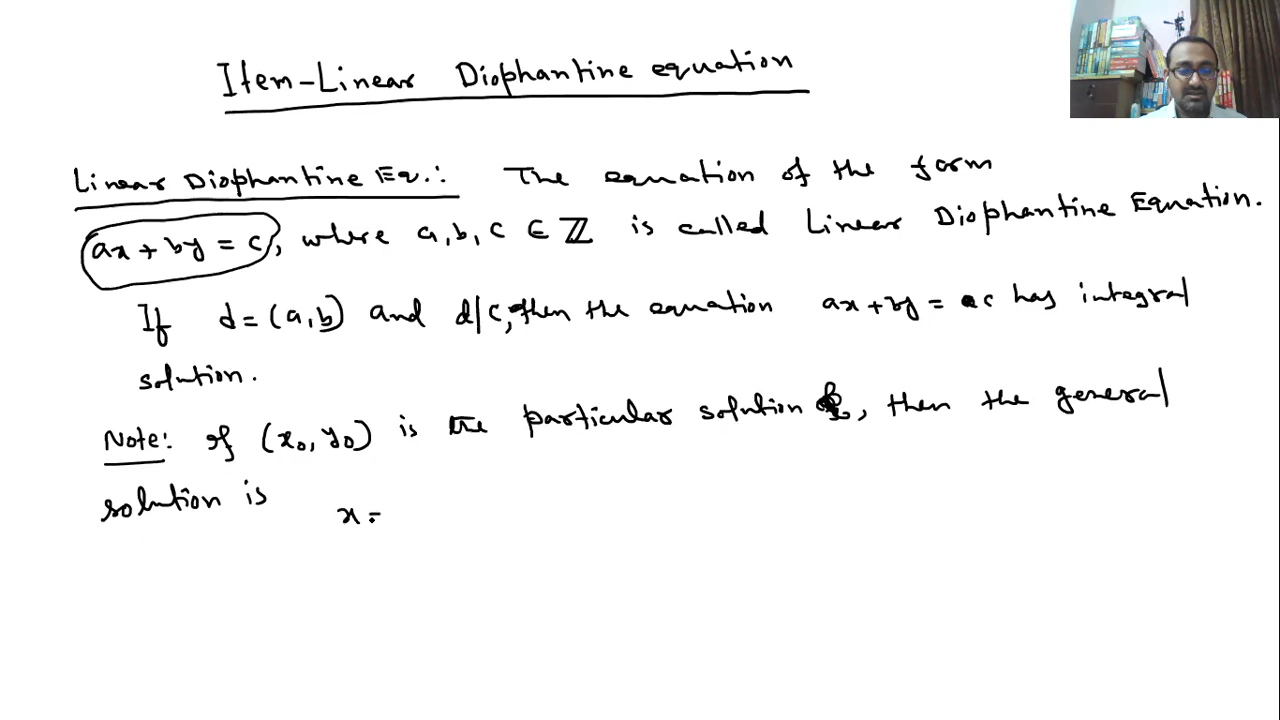 Item-Linear Diophantine equation
Linear Diophantine Eq.: The equation of the form
ax + by = c, where a, b, c ∈ ℤ is called Linear Diophantine Equation.
If d = (a, b) and d/c, then the equation ax + by = c has integral
solution.
Note: If (x₀, y₀) is the particular solution, then the general
solution is
x =